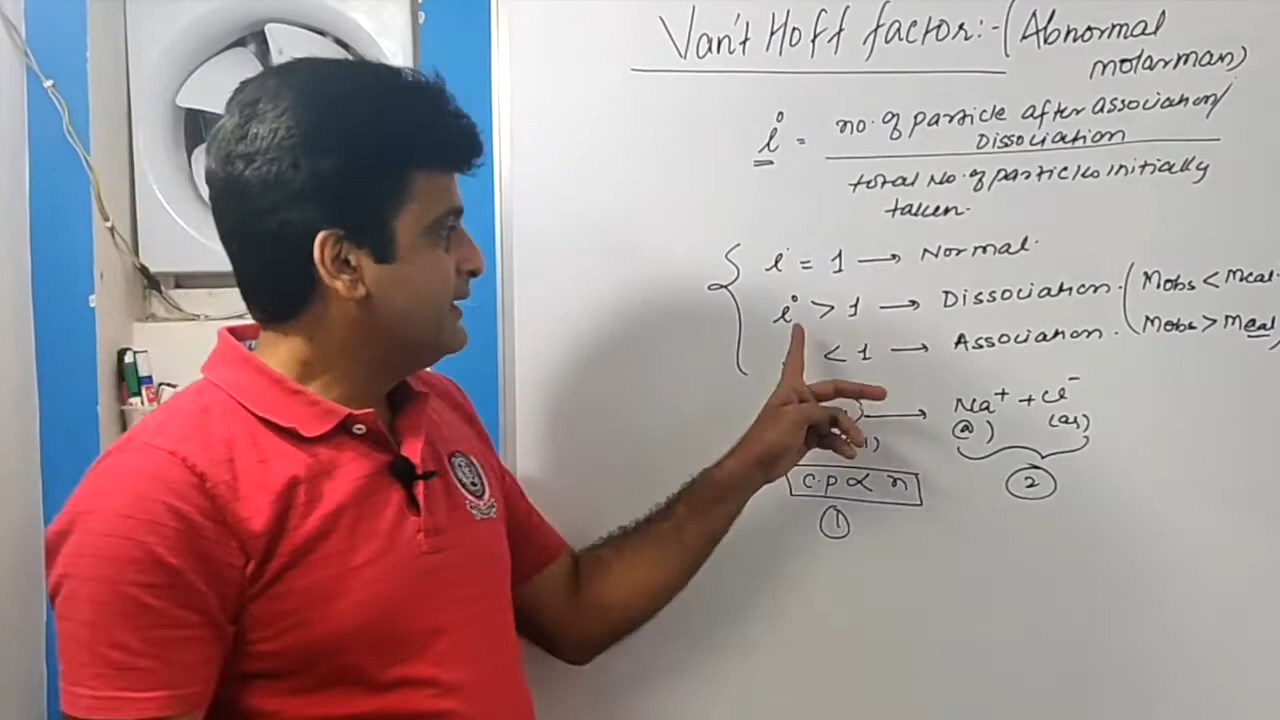 Van't Hoff factor:-(Abnormal
molarman)
i = no. of particle after association/
Dissociation
total No. of particles initially
taken.
i = 1 → Normal.
i > 1 → Dissociation. (Mobs < Mcal.
< 1 → Association. (Mobs > Mcal
→ Na⁺ + Cl⁻
(a ) (aq)
C.P ∝ n
1
2